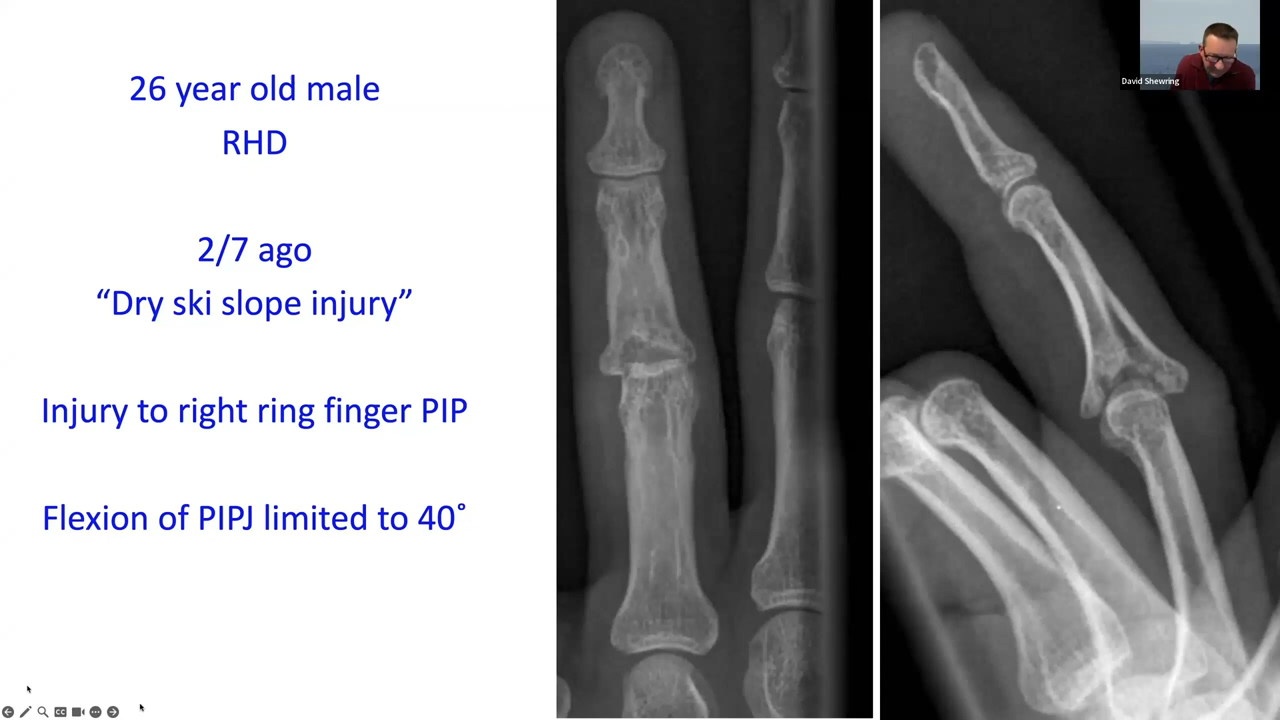 26 year old male
RHD
2/7 ago
“Dry ski slope injury”
Injury to right ring finger PIP
Flexion of PIPJ limited to 40˚
David Shewring
CC